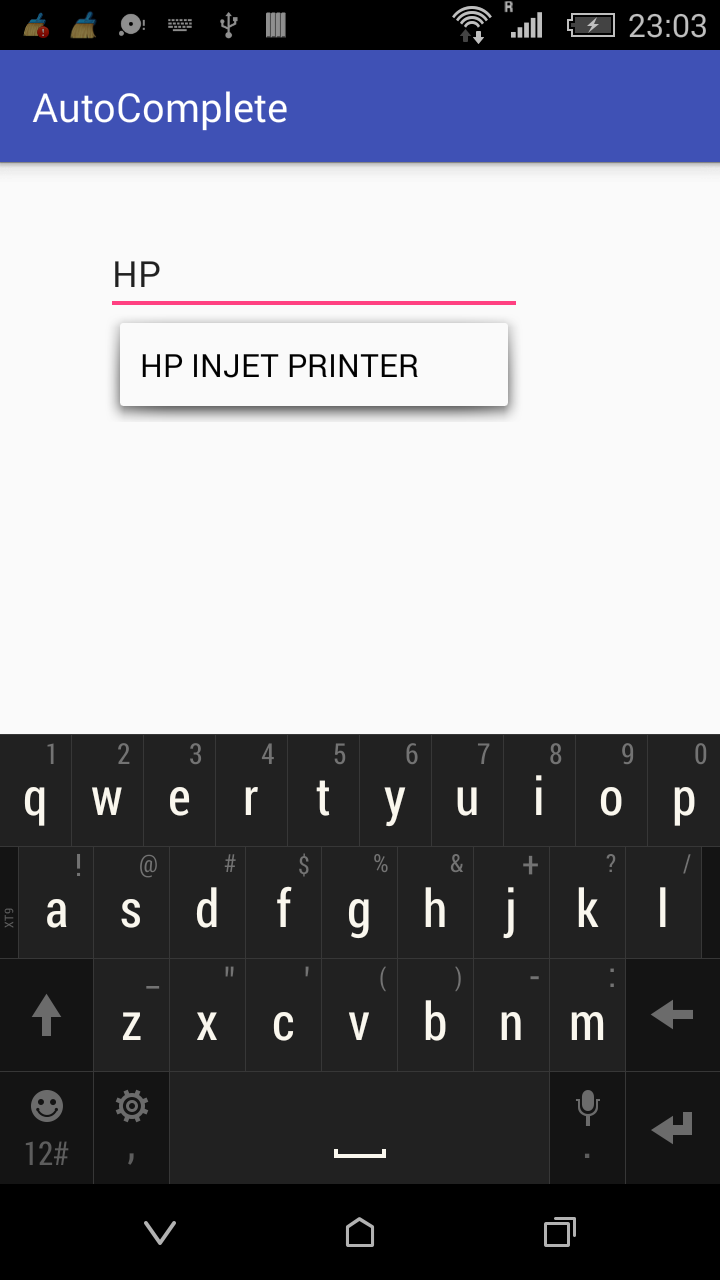 R 23:03
AutoComplete
HP
HP INJET PRINTER
1 2 3 4 5 6 7 8 9 0
q w e r t y u i o p
! @ # $ % & + ? /
XT9 a s d f g h j k l
_ " ' ( ) - :
z x c v b n m
12# , .